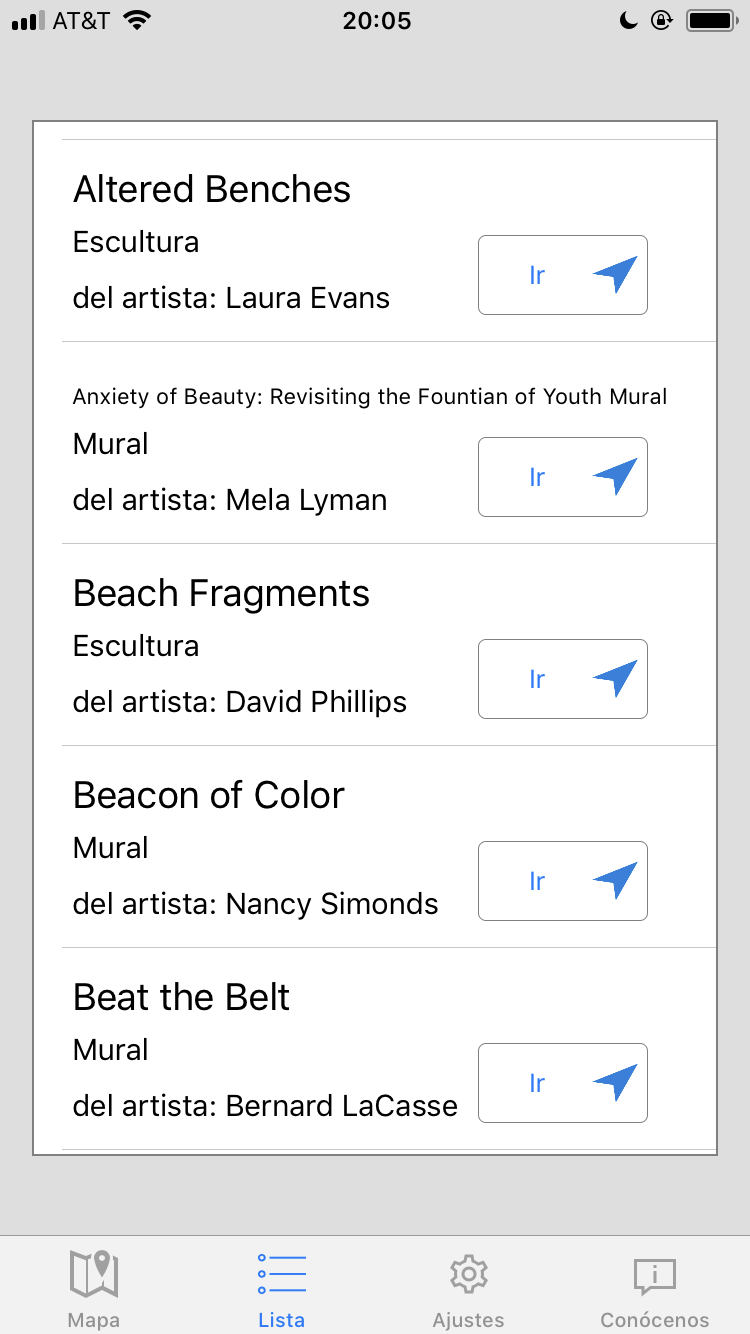 AT&T 20:05
Altered Benches
Escultura
del artista: Laura Evans
Ir
Anxiety of Beauty: Revisiting the Fountian of Youth Mural
Mural
del artista: Mela Lyman
Ir
Beach Fragments
Escultura
del artista: David Phillips
Ir
Beacon of Color
Mural
del artista: Nancy Simonds
Ir
Beat the Belt
Mural
del artista: Bernard LaCasse
Ir
Mapa Lista Ajustes Conócenos